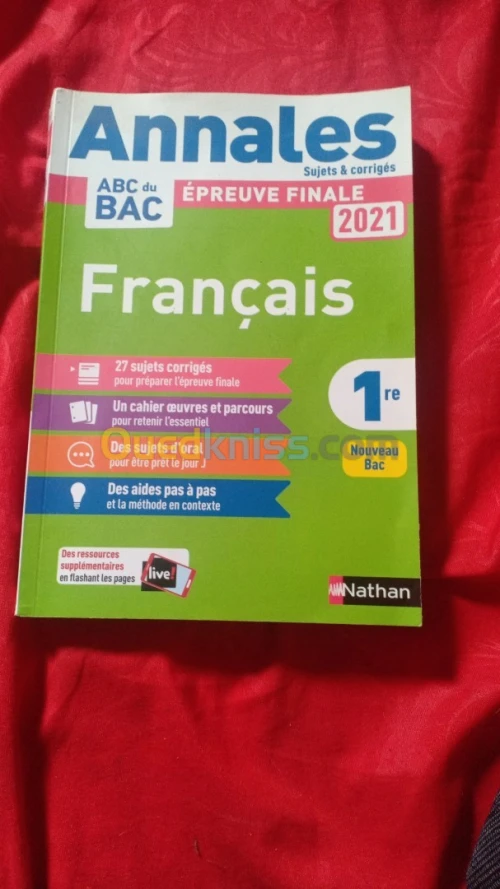 Annales
Sujets & corrigés
ABC du
BAC
ÉPREUVE FINALE
2021
Français
27 sujets corrigés
pour préparer l'épreuve finale
1re
Un cahier œuvres et parcours
pour retenir l'essentiel
Ouedkniss.com
Des sujets d'oral
pour être prêt le jour J
Nouveau
Bac
Des aides pas à pas
et la méthode en contexte
Des ressources
supplémentaires
en flashant les pages
live!
Nathan